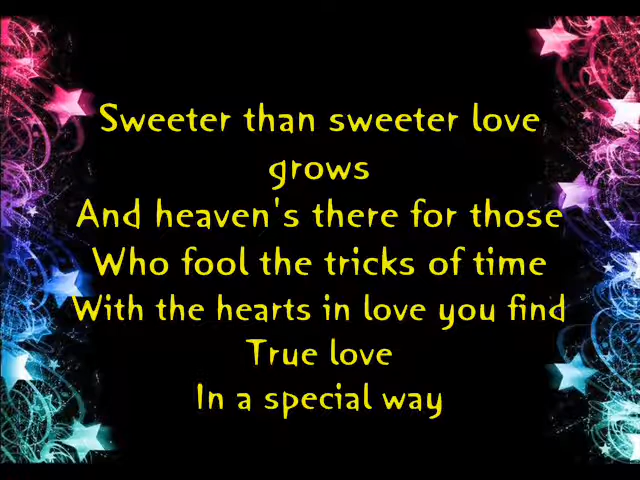 Sweeter than sweeter love
grows
And heaven's there for those
Who fool the tricks of time
With the hearts in love you find
True love
In a special way